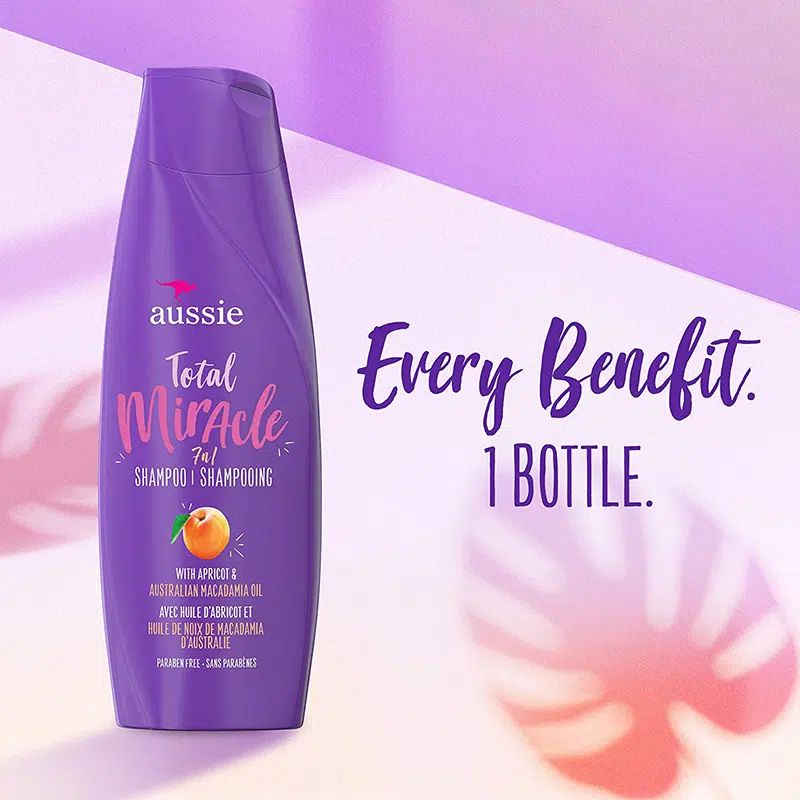 aussie
Total
Miracle
7n1
SHAMPOO | SHAMPOOING
WITH APRICOT &
AUSTRALIAN MACADAMIA OIL
AVEC HUILE D'ABRICOT ET
HUILE DE NOIX DE MACADAMIA
D'AUSTRALIE
PARABEN FREE - SANS PARABÈNES
Every Benefit.
1 BOTTLE.